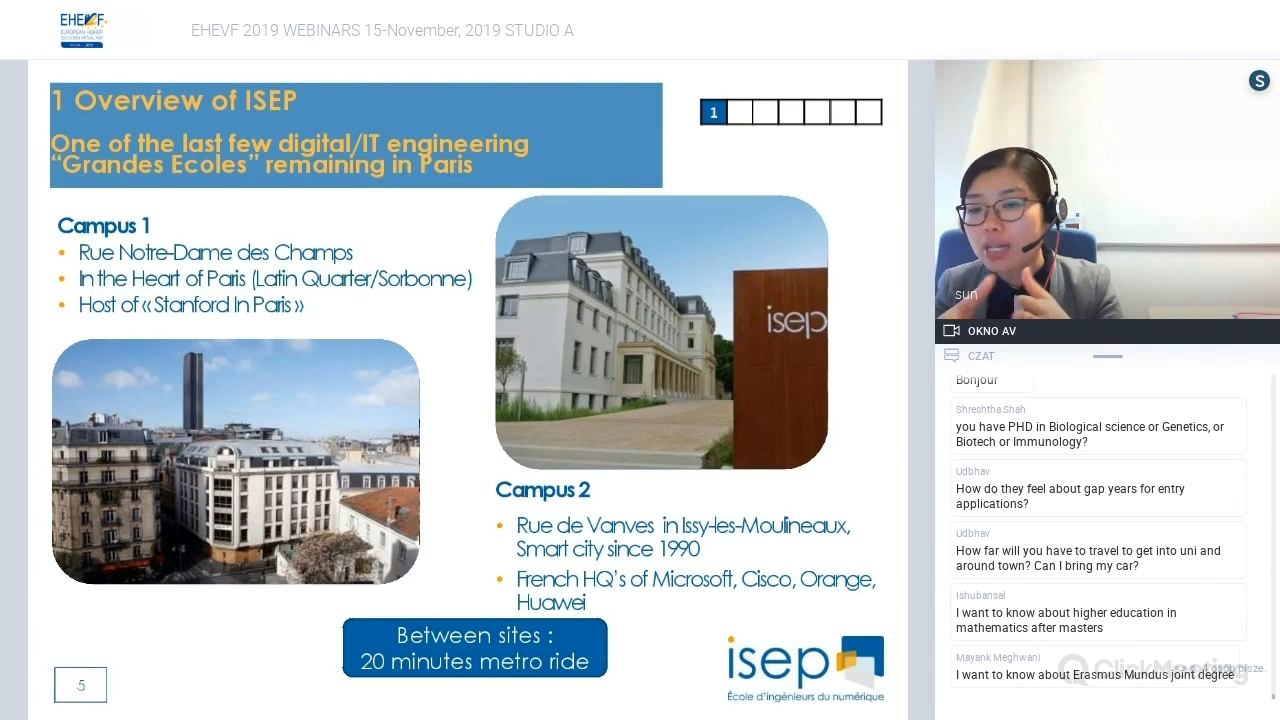 EHEVF
EUROPEAN HIGHER
EDUCATION VIRTUAL FAIR
EHEVF 2019 WEBINARS 15-November, 2019 STUDIO A
1 Overview of ISEP
One of the last few digital/IT engineering
“Grandes Ecoles” remaining in Paris
1
Campus 1
• Rue Notre-Dame des Champs
• In the Heart of Paris (Latin Quarter/Sorbonne)
• Host of « Stanford In Paris »
isep
Campus 2
• Rue de Vanves in Issy-les-Moulineaux,
Smart city since 1990
• French HQ's of Microsoft, Cisco, Orange,
Huawei
Between sites :
20 minutes metro ride
5
isep
École d'ingénieurs du numérique
S
sun
OKNO AV
CZAT
Bonjour
Shreshtha Shah
you have PHD in Biological science or Genetics, or
Biotech or Immunology?
Udbhav
How do they feel about gap years for entry
applications?
Udbhav
How far will you have to travel to get into uni and
around town? Can I bring my car?
Ishubansal
I want to know about higher education in
mathematics after masters
Mayank Meghwani
I want to know about Erasmus Mundus joint degree
ClickMeeting